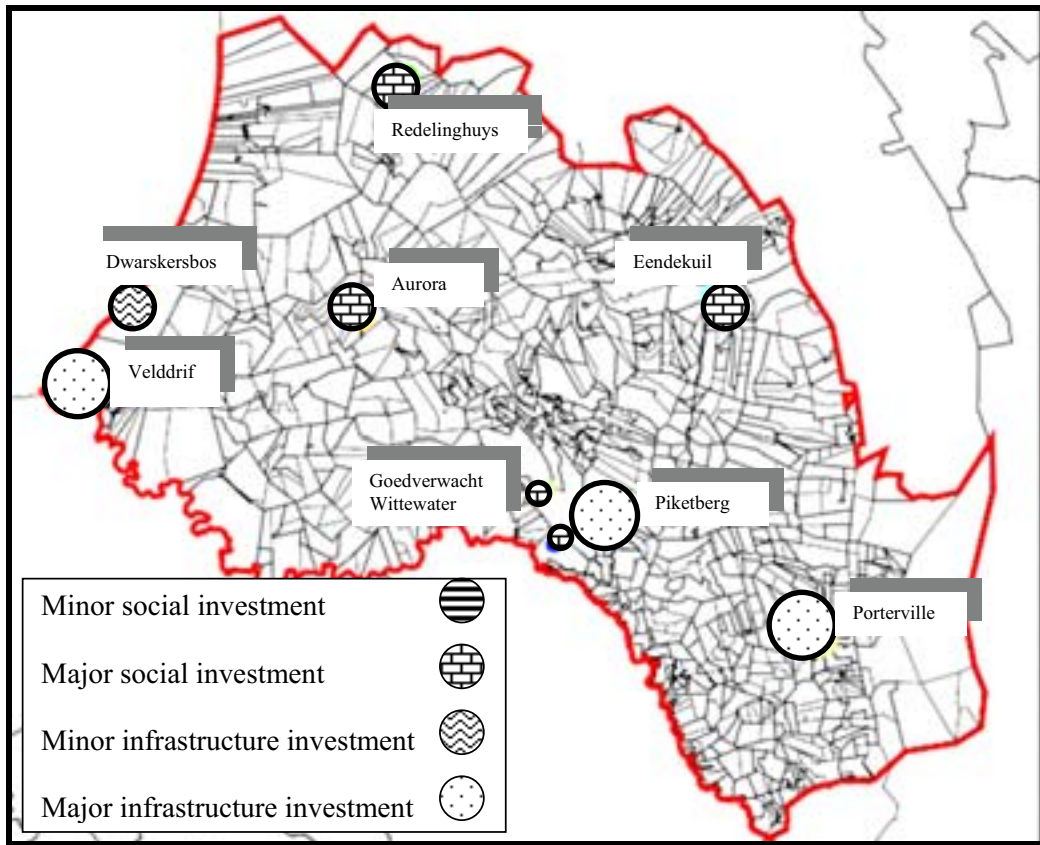 Redelinghuys
Dwarskersbos
Aurora
Eendekuil
Velddrif
Goedverwacht
Wittewater
Piketberg
Porterville
Minor social investment
Major social investment
Minor infrastructure investment
Major infrastructure investment